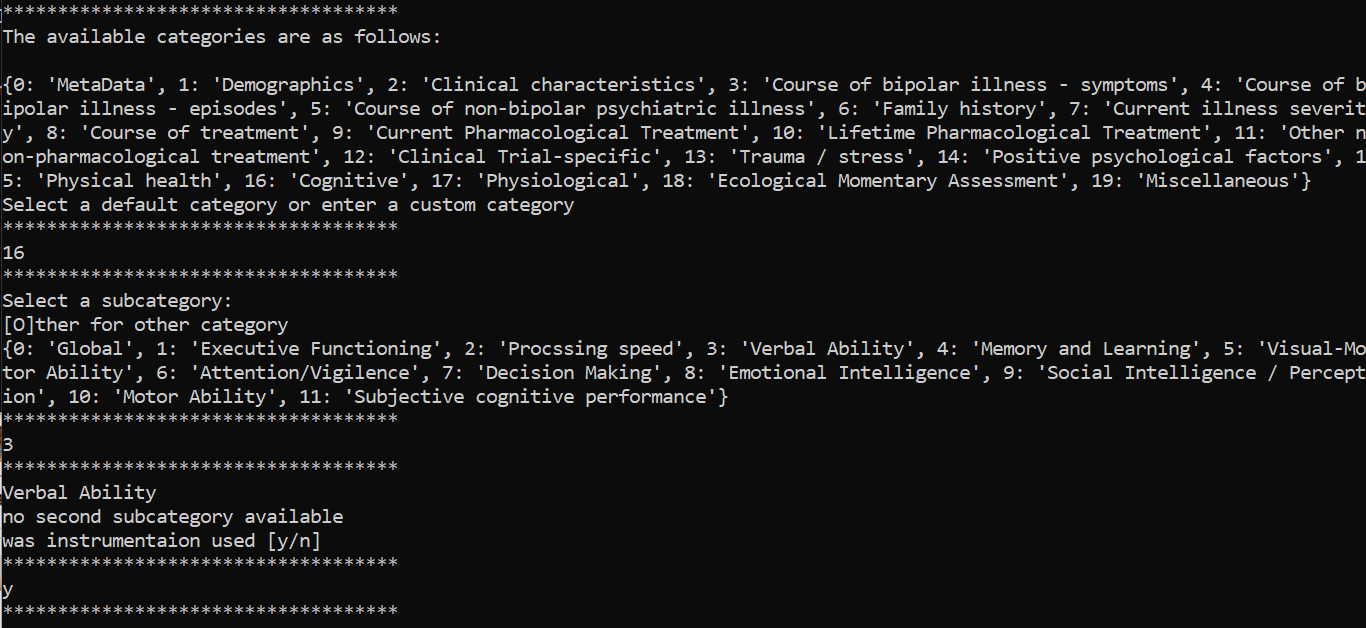 ************************************
The available categories are as follows:
{0: 'MetaData', 1: 'Demographics', 2: 'Clinical characteristics', 3: 'Course of bipolar illness - symptoms', 4: 'Course of b
ipolar illness - episodes', 5: 'Course of non-bipolar psychiatric illness', 6: 'Family history', 7: 'Current illness severit
y', 8: 'Course of treatment', 9: 'Current Pharmacological Treatment', 10: 'Lifetime Pharmacological Treatment', 11: 'Other n
on-pharmacological treatment', 12: 'Clinical Trial-specific', 13: 'Trauma / stress', 14: 'Positive psychological factors', 1
5: 'Physical health', 16: 'Cognitive', 17: 'Physiological', 18: 'Ecological Momentary Assessment', 19: 'Miscellaneous'}
Select a default category or enter a custom category
************************************
16
************************************
Select a subcategory:
[O]ther for other category
{0: 'Global', 1: 'Executive Functioning', 2: 'Procssing speed', 3: 'Verbal Ability', 4: 'Memory and Learning', 5: 'Visual-Mo
tor Ability', 6: 'Attention/Vigilence', 7: 'Decision Making', 8: 'Emotional Intelligence', 9: 'Social Intelligence / Percept
ion', 10: 'Motor Ability', 11: 'Subjective cognitive performance'}
************************************
3
************************************
Verbal Ability
no second subcategory available
was instrumentaion used [y/n]
************************************
y
************************************